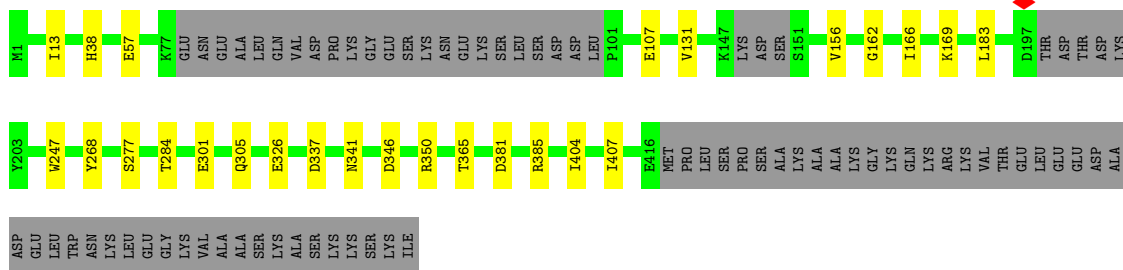 M1 I13 H38 E57 K77 GLU ASN GLU ALA LEU GLN VAL ASP PRO LYS GLY GLU SER LYS ASN GLU LYS SER LEU SER ASP ASP LEU P101 E107 V131 K147 LYS ASP SER S151 V156 G162 I166 K169 L183 D197 THR ASP THR ASP LYS
Y203 W247 Y268 S277 T284 E301 Q305 E326 D337 N341 D346 R350 T365 D381 R385 I404 I407 E416 MET PRO LEU SER PRO SER ALA LYS ALA ALA LYS GLY LYS GLN LYS ARG LYS VAL THR GLU LEU GLU GLU ASP ALA
ASP GLU LEU TRP ASN LYS LEU GLU GLY LYS VAL ALA ALA SER LYS ALA SER LYS LYS SER LYS ILE